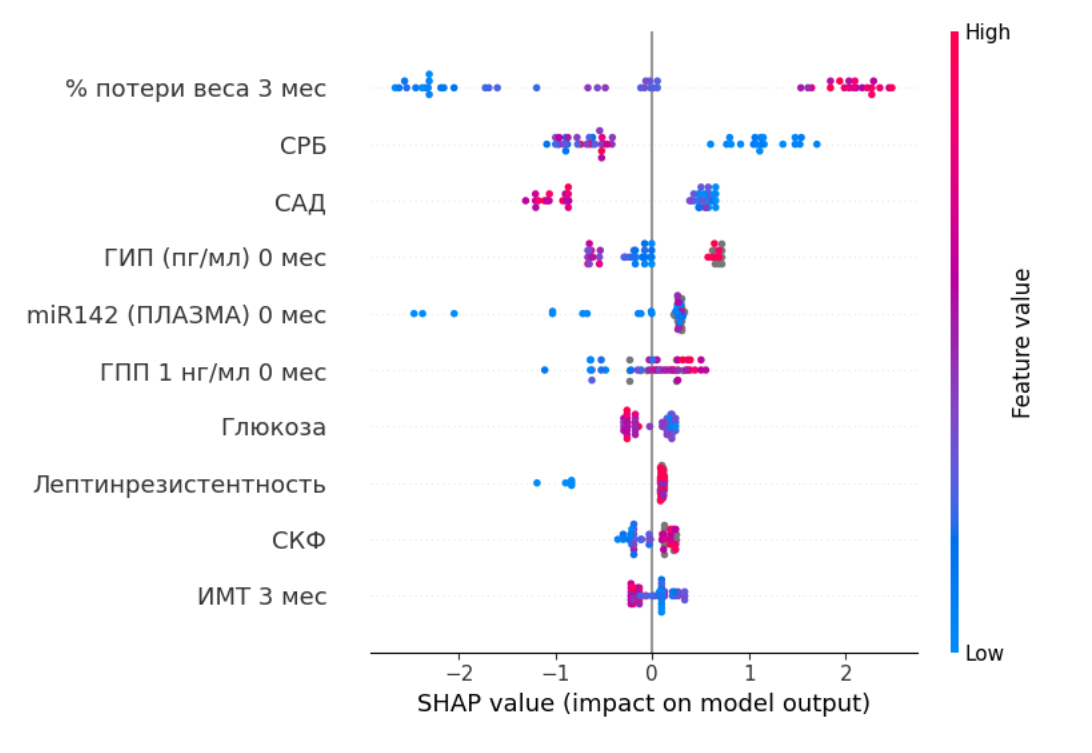 High
% потери веса 3 мес
СРБ
САД
ГИП (пг/мл) 0 мес
miR142 (ПЛАЗМА) 0 мес
ГПП 1 нг/мл 0 мес
Глюкоза
Лептинрезистентность
СКФ
ИМТ 3 мес
Feature value
Low
−2 −1 0 1 2
SHAP value (impact on model output)